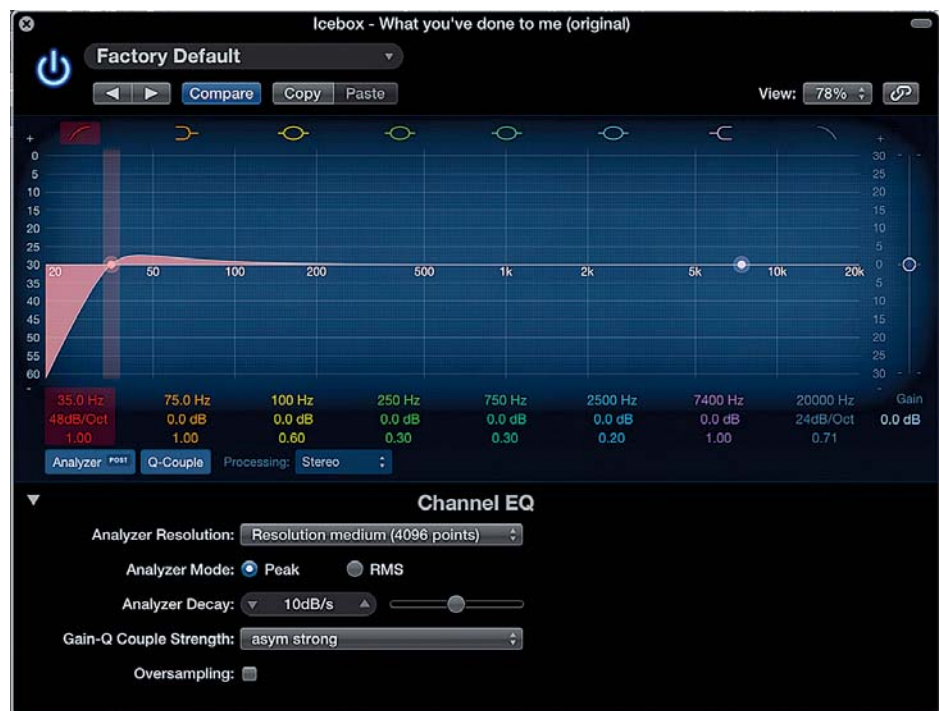 Icebox - What you've done to me (original)
Factory Default
Compare Copy Paste View: 78%
+ +
0 30
5 25
10 20
15 15
20 10
25 5
30 20 50 100 200 500 1k 2k 5k 10k 20k 0
35 5
40 10
45 15
50 20
55 25
60 30
- -
35.0 Hz 75.0 Hz 100 Hz 250 Hz 750 Hz 2500 Hz 7400 Hz 20000 Hz Gain
48dB/Oct 0.0 dB 0.0 dB 0.0 dB 0.0 dB 0.0 dB 0.0 dB 24dB/Oct 0.0 dB
1.00 1.00 0.60 0.30 0.30 0.20 1.00 0.71
Analyzer POST Q-Couple Processing: Stereo
Channel EQ
Analyzer Resolution: Resolution medium (4096 points)
Analyzer Mode: Peak RMS
Analyzer Decay: 10dB/s
Gain-Q Couple Strength: asym strong
Oversampling: